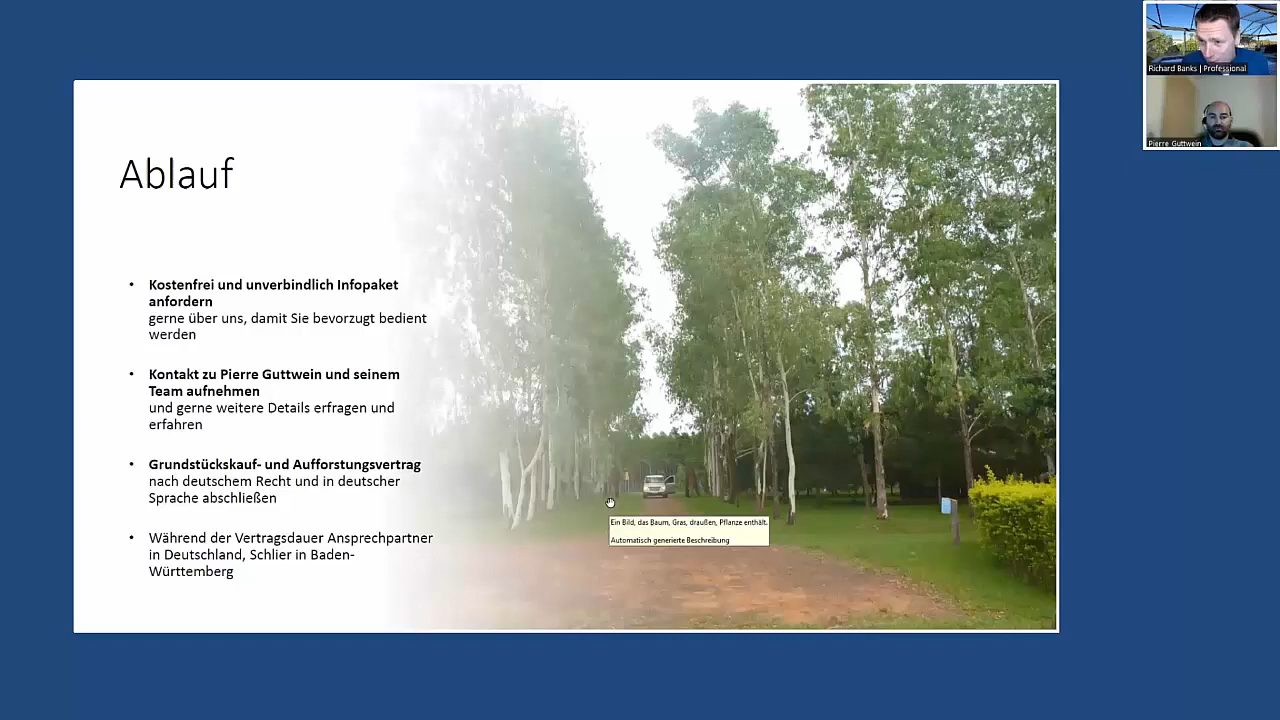 Ablauf
• Kostenfrei und unverbindlich Infopaket
anfordern
gerne über uns, damit Sie bevorzugt bedient
werden
• Kontakt zu Pierre Guttwein und seinem
Team aufnehmen
und gerne weitere Details erfragen und
erfahren
• Grundstückskauf- und Aufforstungsvertrag
nach deutschem Recht und in deutscher
Sprache abschließen
• Während der Vertragsdauer Ansprechpartner
in Deutschland, Schlier in Baden-
Württemberg
Ein Bild, das Baum, Gras, draußen, Pflanze enthält.
Automatisch generierte Beschreibung
Richard Banks | Professional
Pierre Guttwein